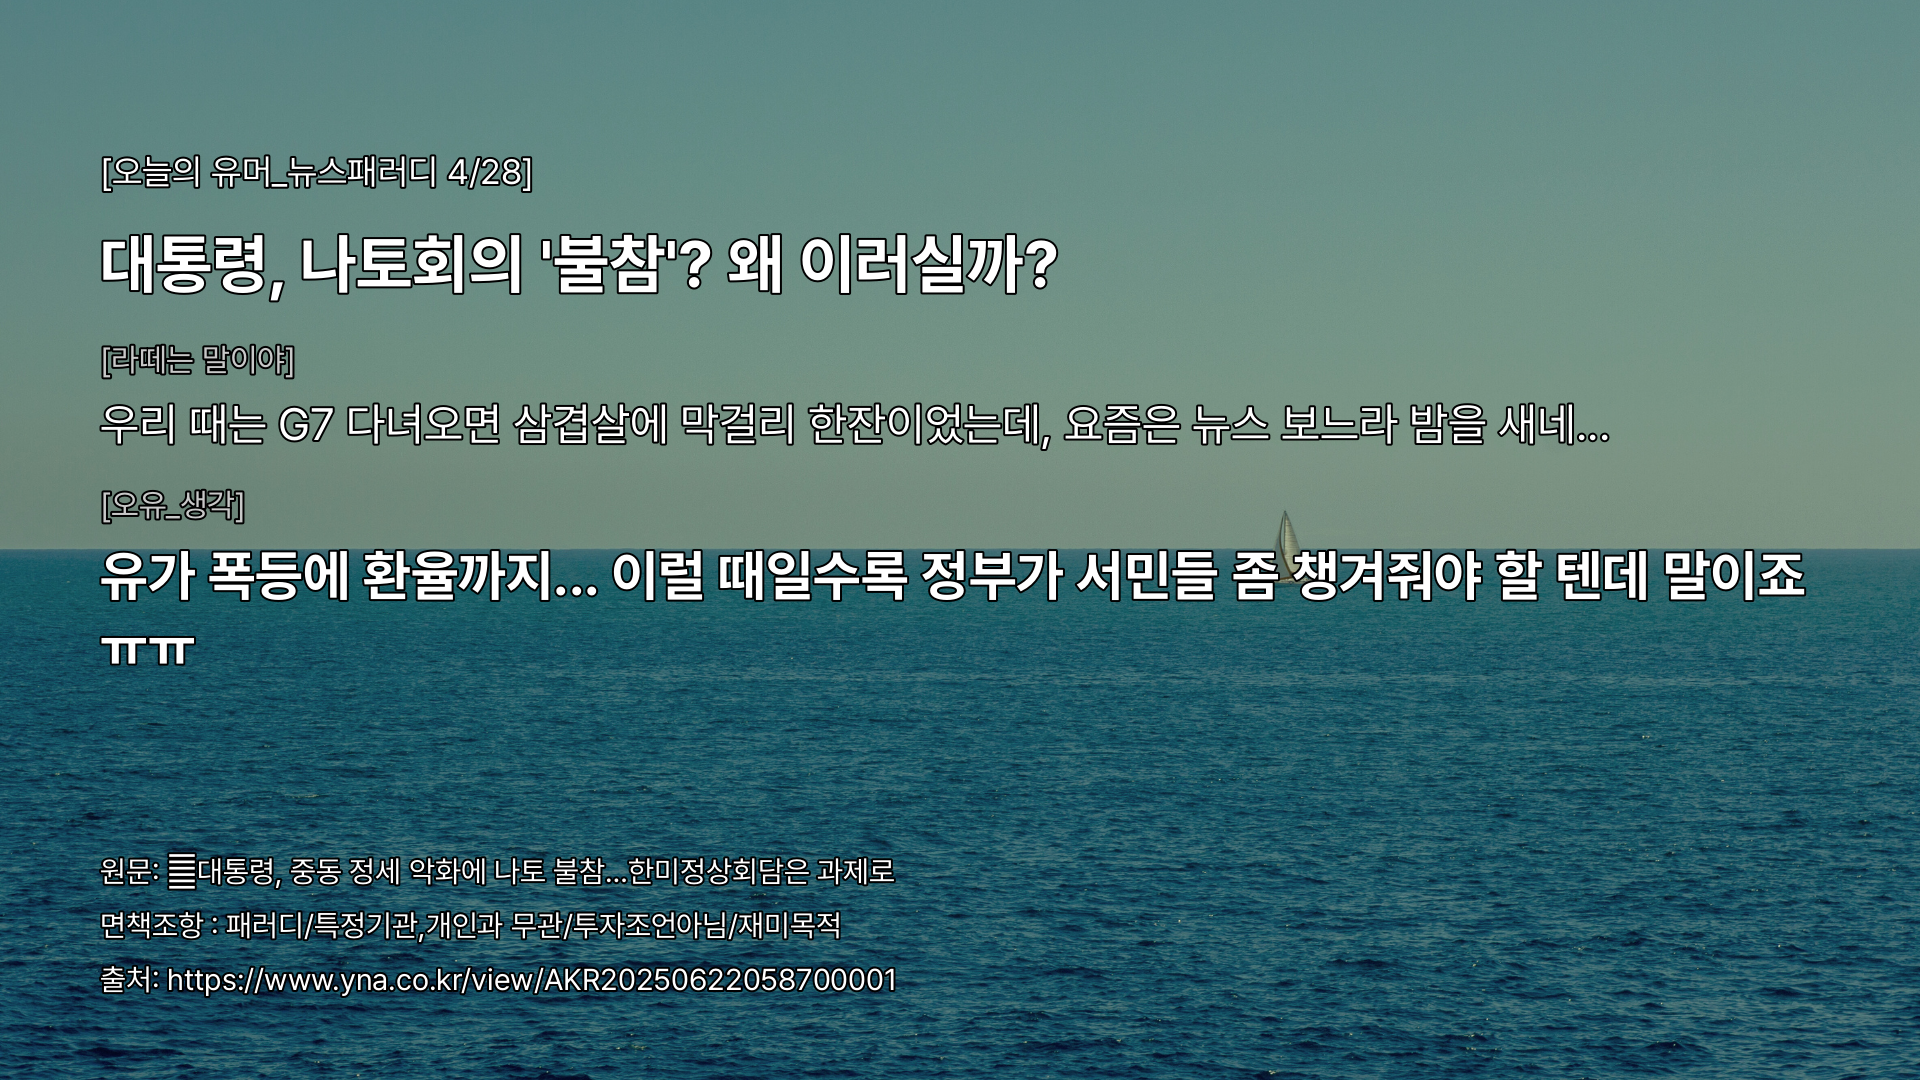 [오늘의 유머_뉴스패러디 4/28]
대통령, 나토회의 '불참'? 왜 이러실까?
[라떼는 말이야]
우리 때는 G7 다녀오면 삼겹살에 막걸리 한잔이었는데, 요즘은 뉴스 보느라 밤을 새네...
[오유_생각]
유가 폭등에 환율까지... 이럴 때일수록 정부가 서민들 좀 챙겨줘야 할 텐데 말이죠
ㅠㅠ
원문: 대통령, 중동 정세 악화에 나토 불참...한미정상회담은 과제로
면책조항 : 패러디/특정기관,개인과 무관/투자조언아님/재미목적
출처: https://www.yna.co.kr/view/AKR20250622058700001